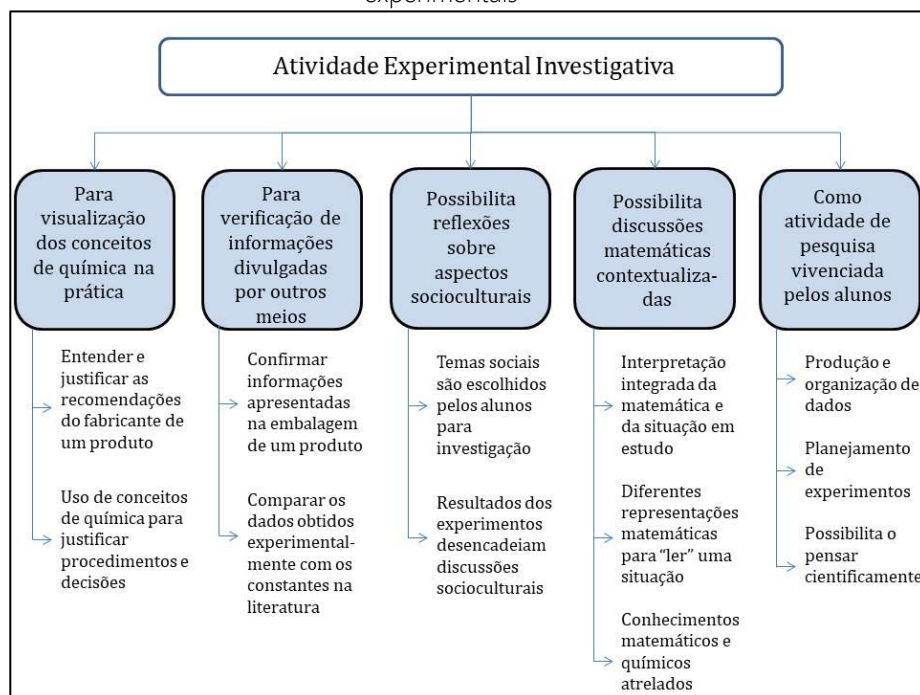 experimentais
Atividade Experimental Investigativa
Para
visualização
dos conceitos
de química na
prática
Para
verificação de
informações
divulgadas
por outros
meios
Possibilita
reflexões
sobre
aspectos
socioculturais
Possibilita
discussões
matemáticas
contextualiza-
das
Como
atividade de
pesquisa
vivenciada
pelos alunos
Entender e
justificar as
recomendações
do fabricante de
um produto
Uso de conceitos
de química para
justificar
procedimentos e
decisões
Confirmar
informações
apresentadas
na embalagem
de um produto
Comparar os
dados obtidos
experimental-
mente com os
constantes na
literatura
Temas sociais
são escolhidos
pelos alunos
para
investigação
Resultados dos
experimentos
desencadeiam
discussões
socioculturais
Interpretação
integrada da
matemática e
da situação em
estudo
Diferentes
representações
matemáticas
para “ler” uma
situação
Conhecimentos
matemáticos e
químicos
atrelados
Produção e
organização de
dados
Planejamento
de
experimentos
Possibilita o
pensar
cientificamente